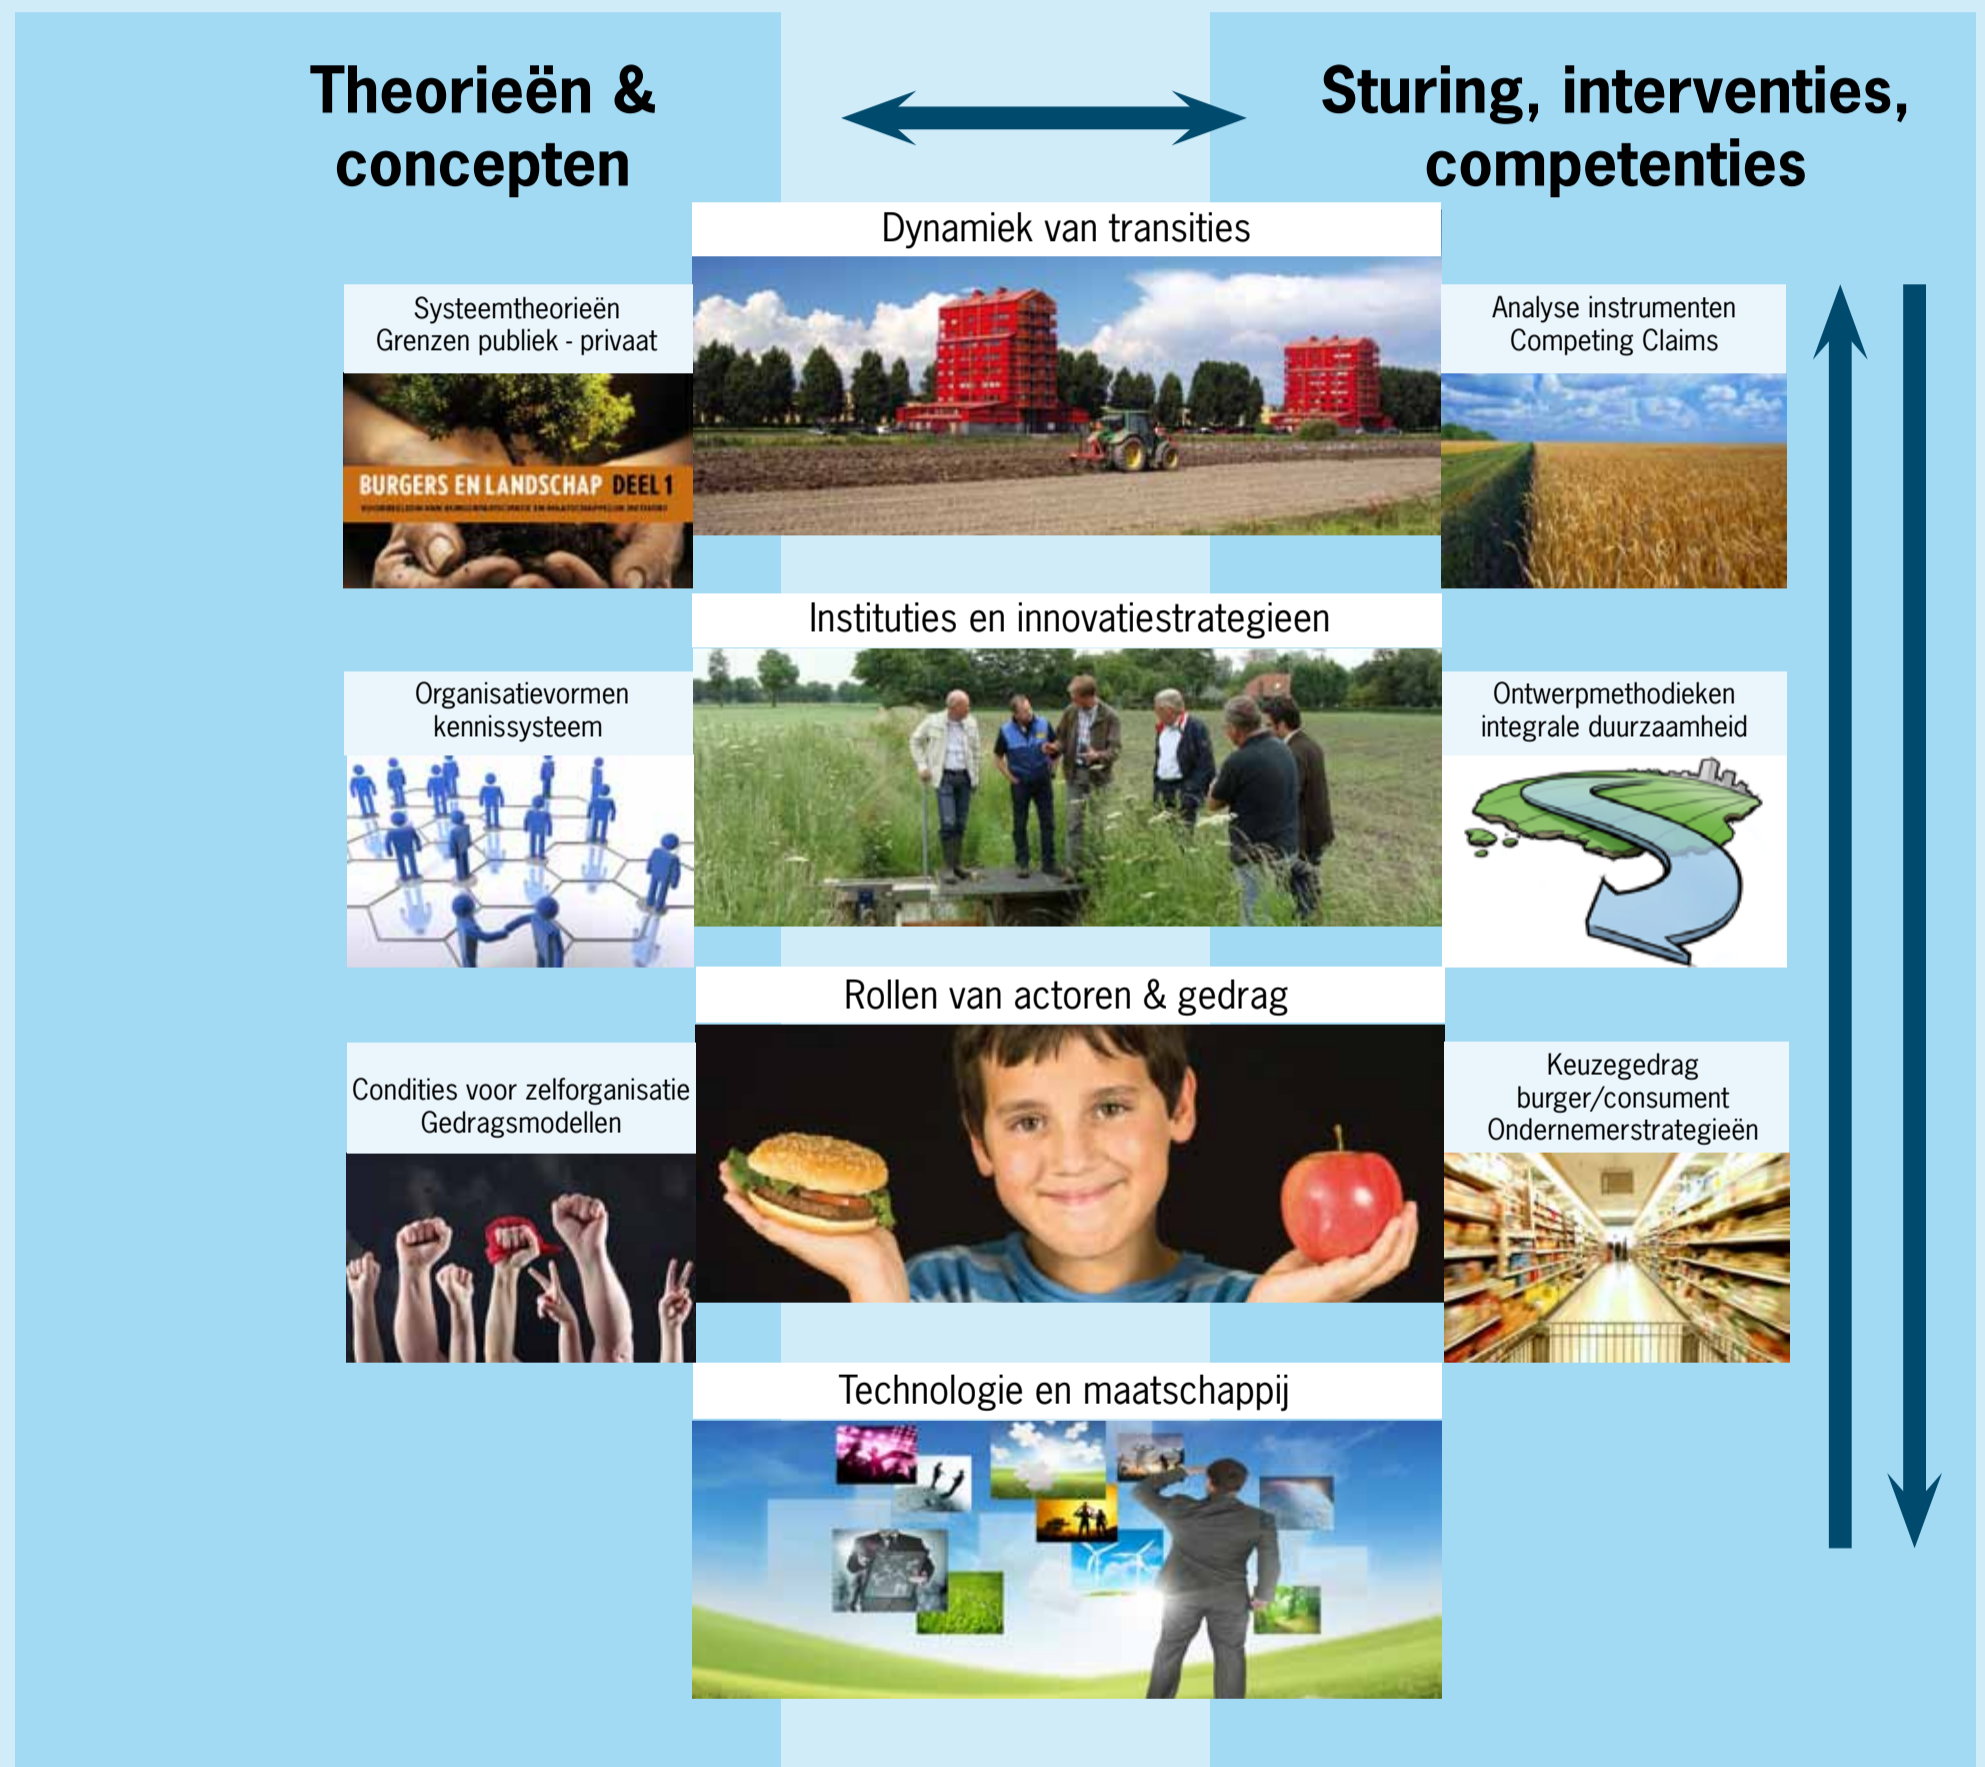 Theorieën &
concepten
Sturing, interventies,
competenties
Dynamiek van transities
Systeemtheorieën
Grenzen publiek - privaat
BURGERS EN LANDSCHAP DEEL 1
Analyse instrumenten
Competing Claims
Instituties en innovatiestrategieen
Organisatievormen
kennissysteem
Ontwerpmethodieken
integrale duurzaamheid
Rollen van actoren & gedrag
Condities voor zelforganisatie
Gedragsmodellen
Keuzegedrag
burger/consument
Ondernemerstrategieën
Technologie en maatschappij